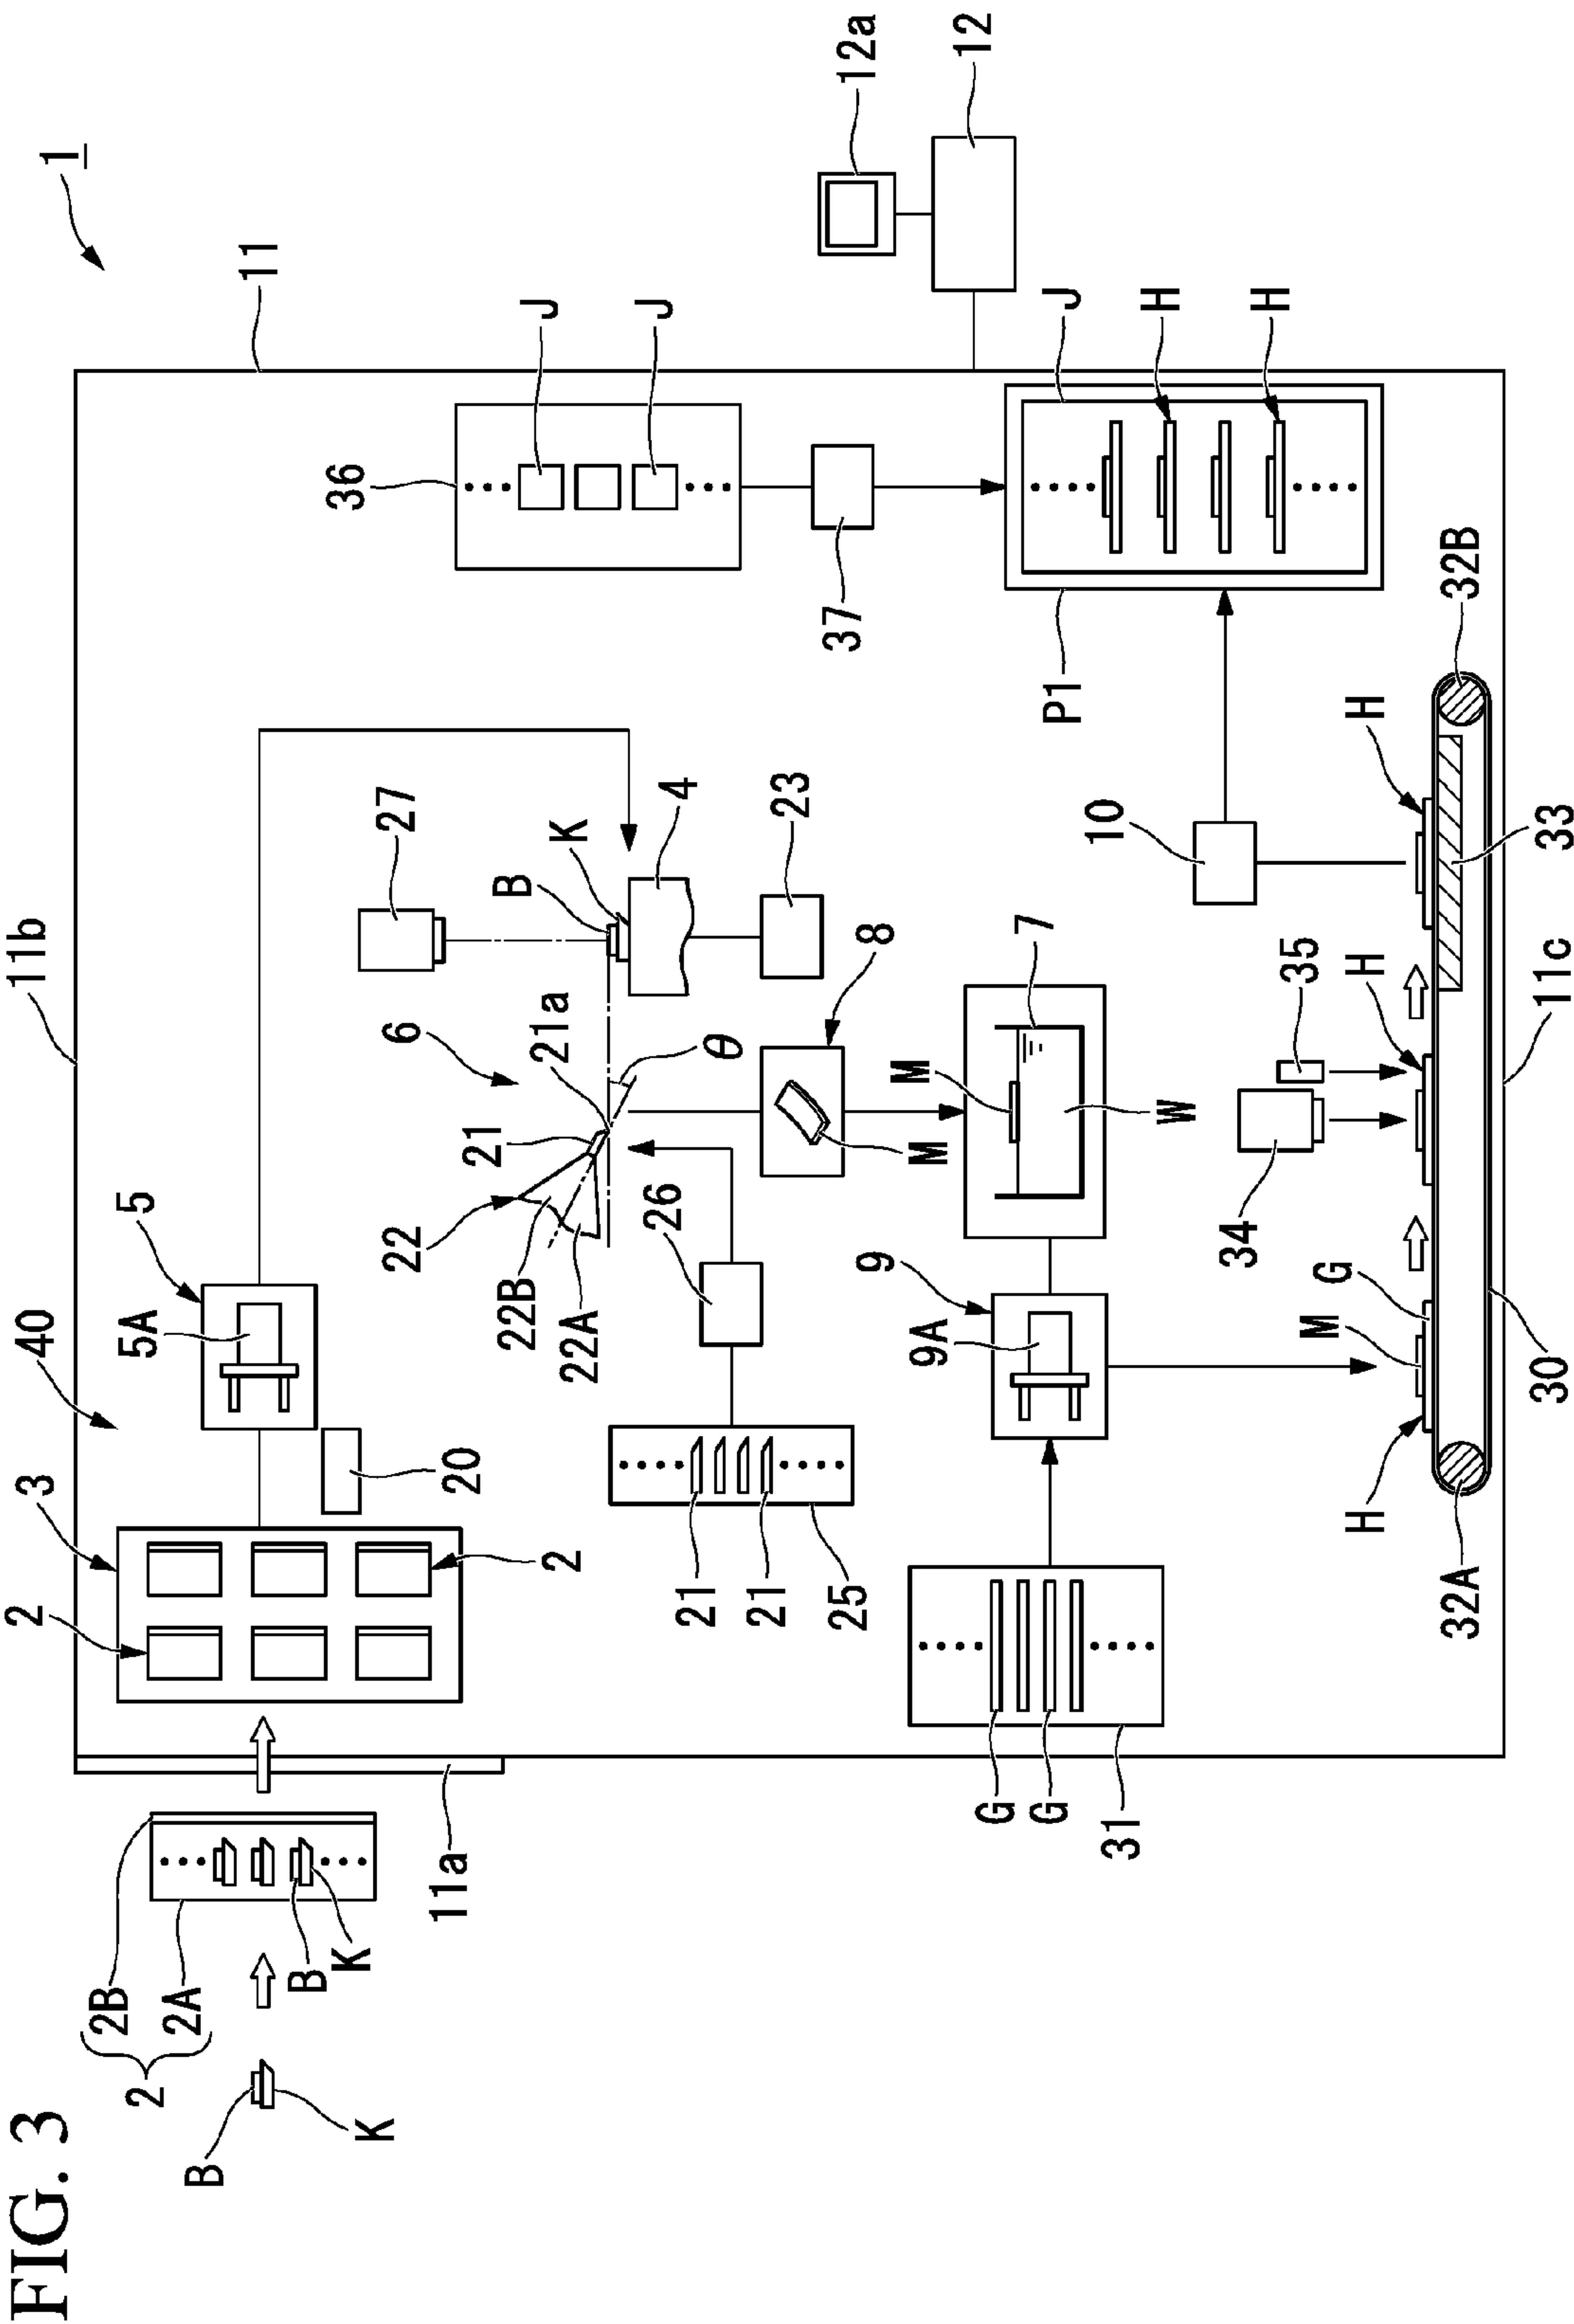 FIG. 3
1
2
3
40
11b
2B
2A
2
5
5A
B
K
B
K
11
36
27
6
22
11a
20
21
B
22B
J
21a
2
K
22A
J
26
4
21
θ
21
23
25
37
12a
9
8
M
M
9A
12
G
7
G
P1
J
10
31
H
W
34
H
35
M
G
H
H
H
32A
32B
30
11c
33